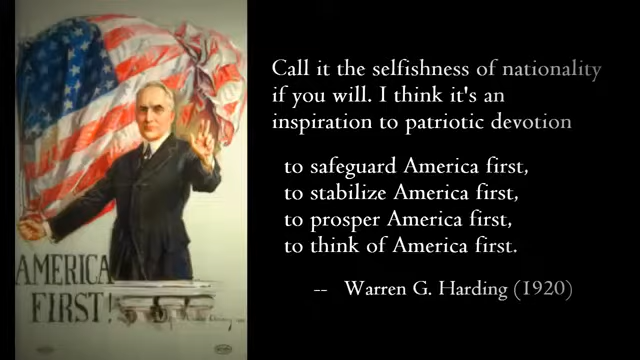 Call it the selfishness of nationality
if you will. I think it's an
inspiration to patriotic devotion
to safeguard America first,
to stabilize America first,
to prosper America first,
to think of America first.
-- Warren G. Harding (1920)
AMERICA
FIRST!